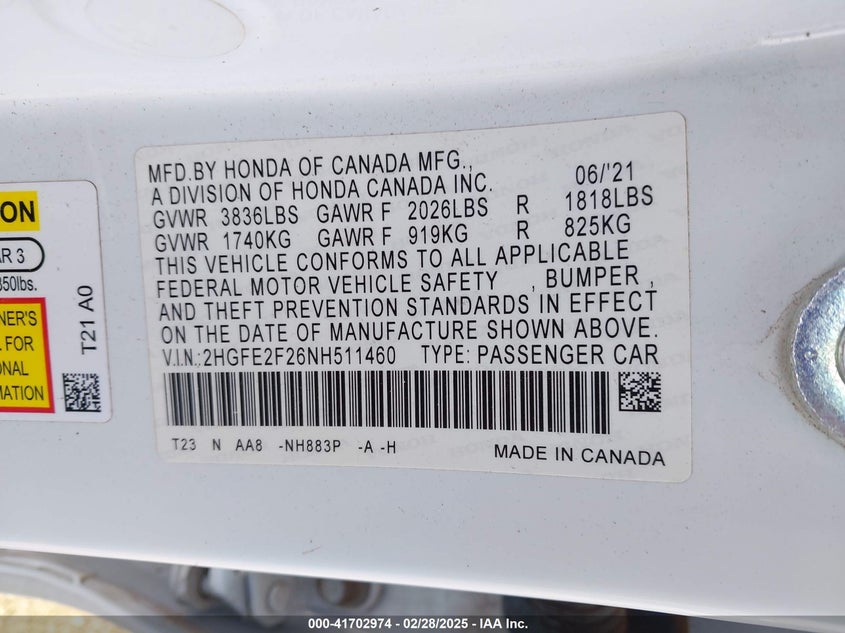 MFD.BY HONDA OF CANADA MFG., 06/'21
A DIVISION OF HONDA CANADA INC.
GVWR 3836LBS GAWR F 2026LBS R 1818LBS
GVWR 1740KG GAWR F 919KG R 825KG
THIS VEHICLE CONFORMS TO ALL APPLICABLE
FEDERAL MOTOR VEHICLE SAFETY , BUMPER ,
AND THEFT PREVENTION STANDARDS IN EFFECT
ON THE DATE OF MANUFACTURE SHOWN ABOVE.
V.I.N.:2HGFE2F26NH511460 TYPE: PASSENGER CAR
T23 N AA8 -NH883P -A -H MADE IN CANADA
ON
AR 3
350lbs.
NER'S
L FOR
ONAL
MATION
T21 A0
000-41702974 / 02/28/2025 - IAA Inc.